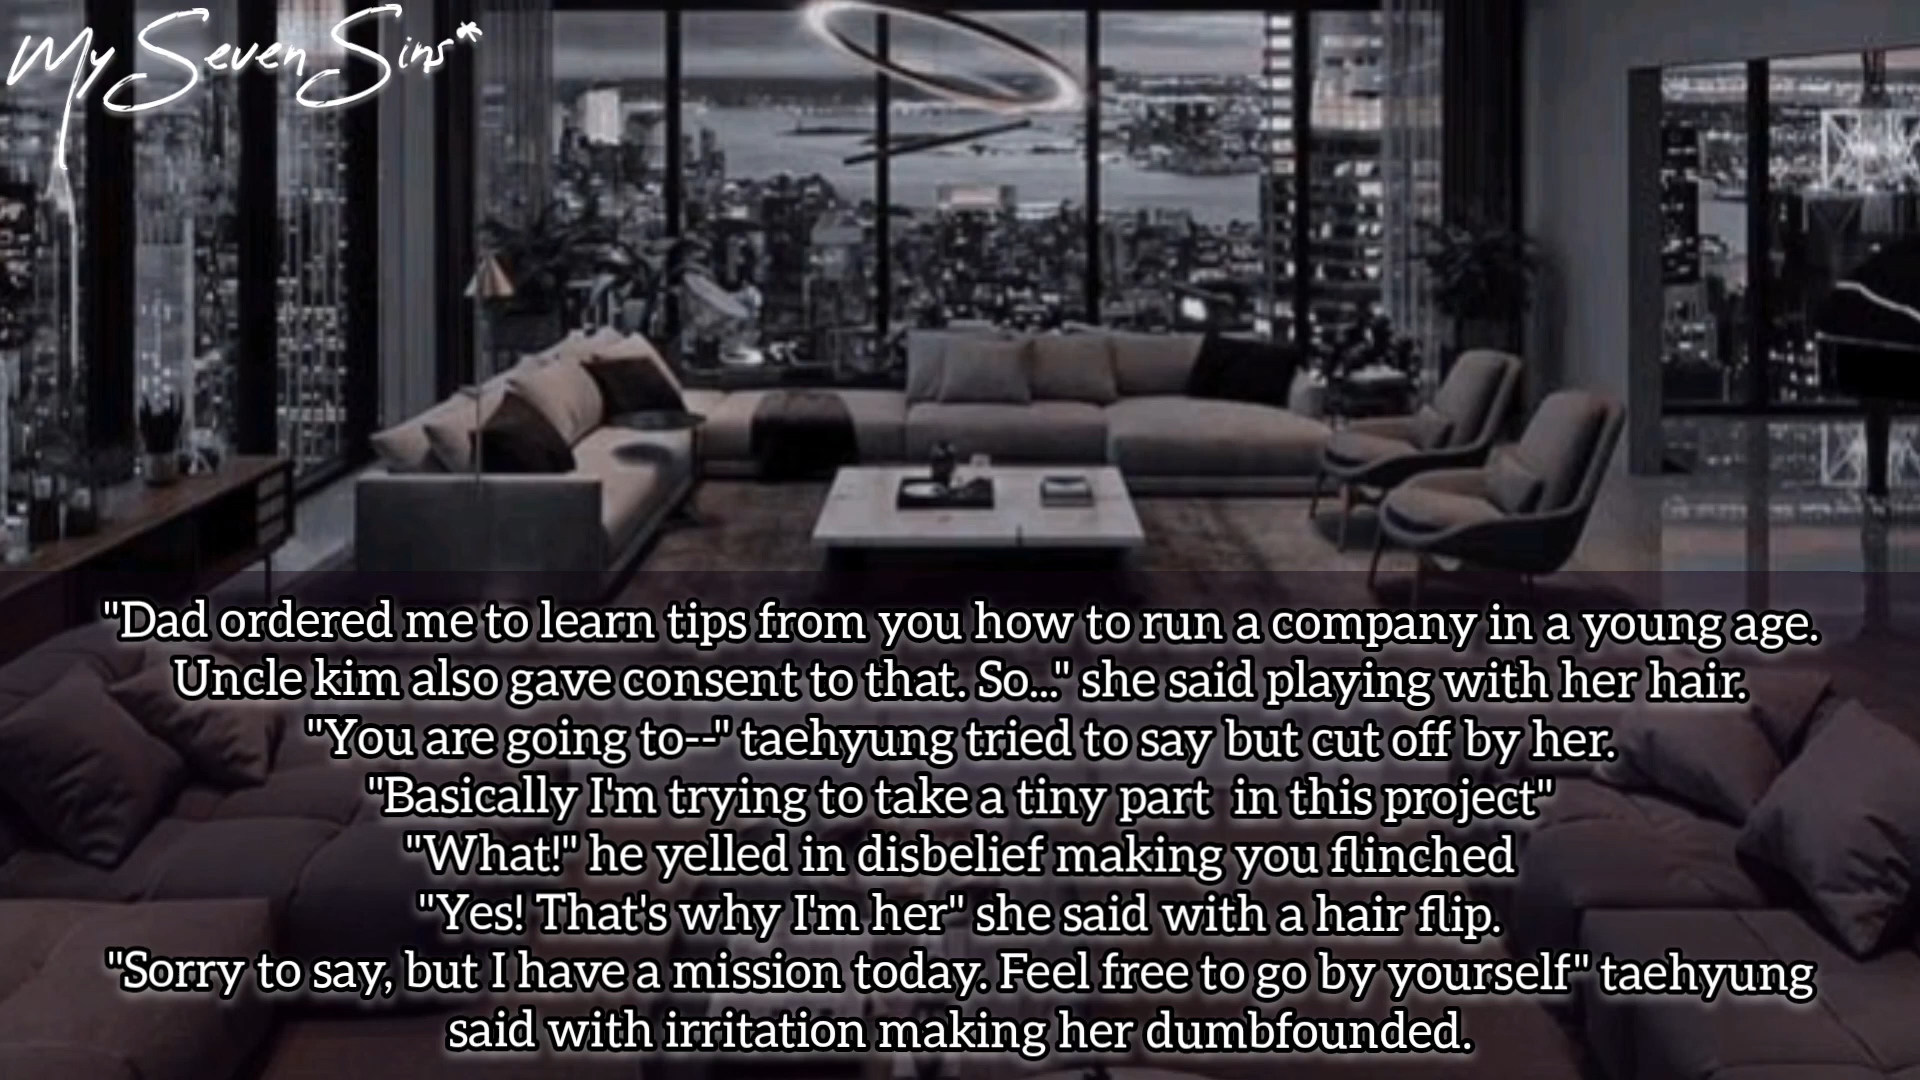 My Seven Sins*
"Dad ordered me to learn tips from you how to run a company in a young age.
Uncle kim also gave consent to that. So..." she said playing with her hair.
"You are going to--" taehyung tried to say but cut off by her.
"Basically I'm trying to take a tiny part  in this project"
"What!" he yelled in disbelief making you flinched
"Yes! That's why I'm her" she said with a hair flip.
"Sorry to say, but I have a mission today. Feel free to go by yourself" taehyung
said with irritation making her dumbfounded.